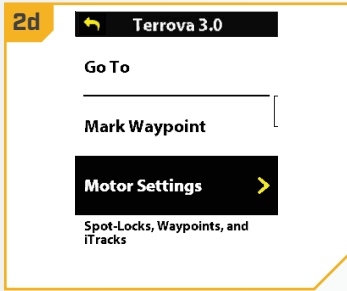 2d
Terrova 3.0
Go To
Mark Waypoint
Motor Settings
Spot-Locks, Waypoints, and
iTracks